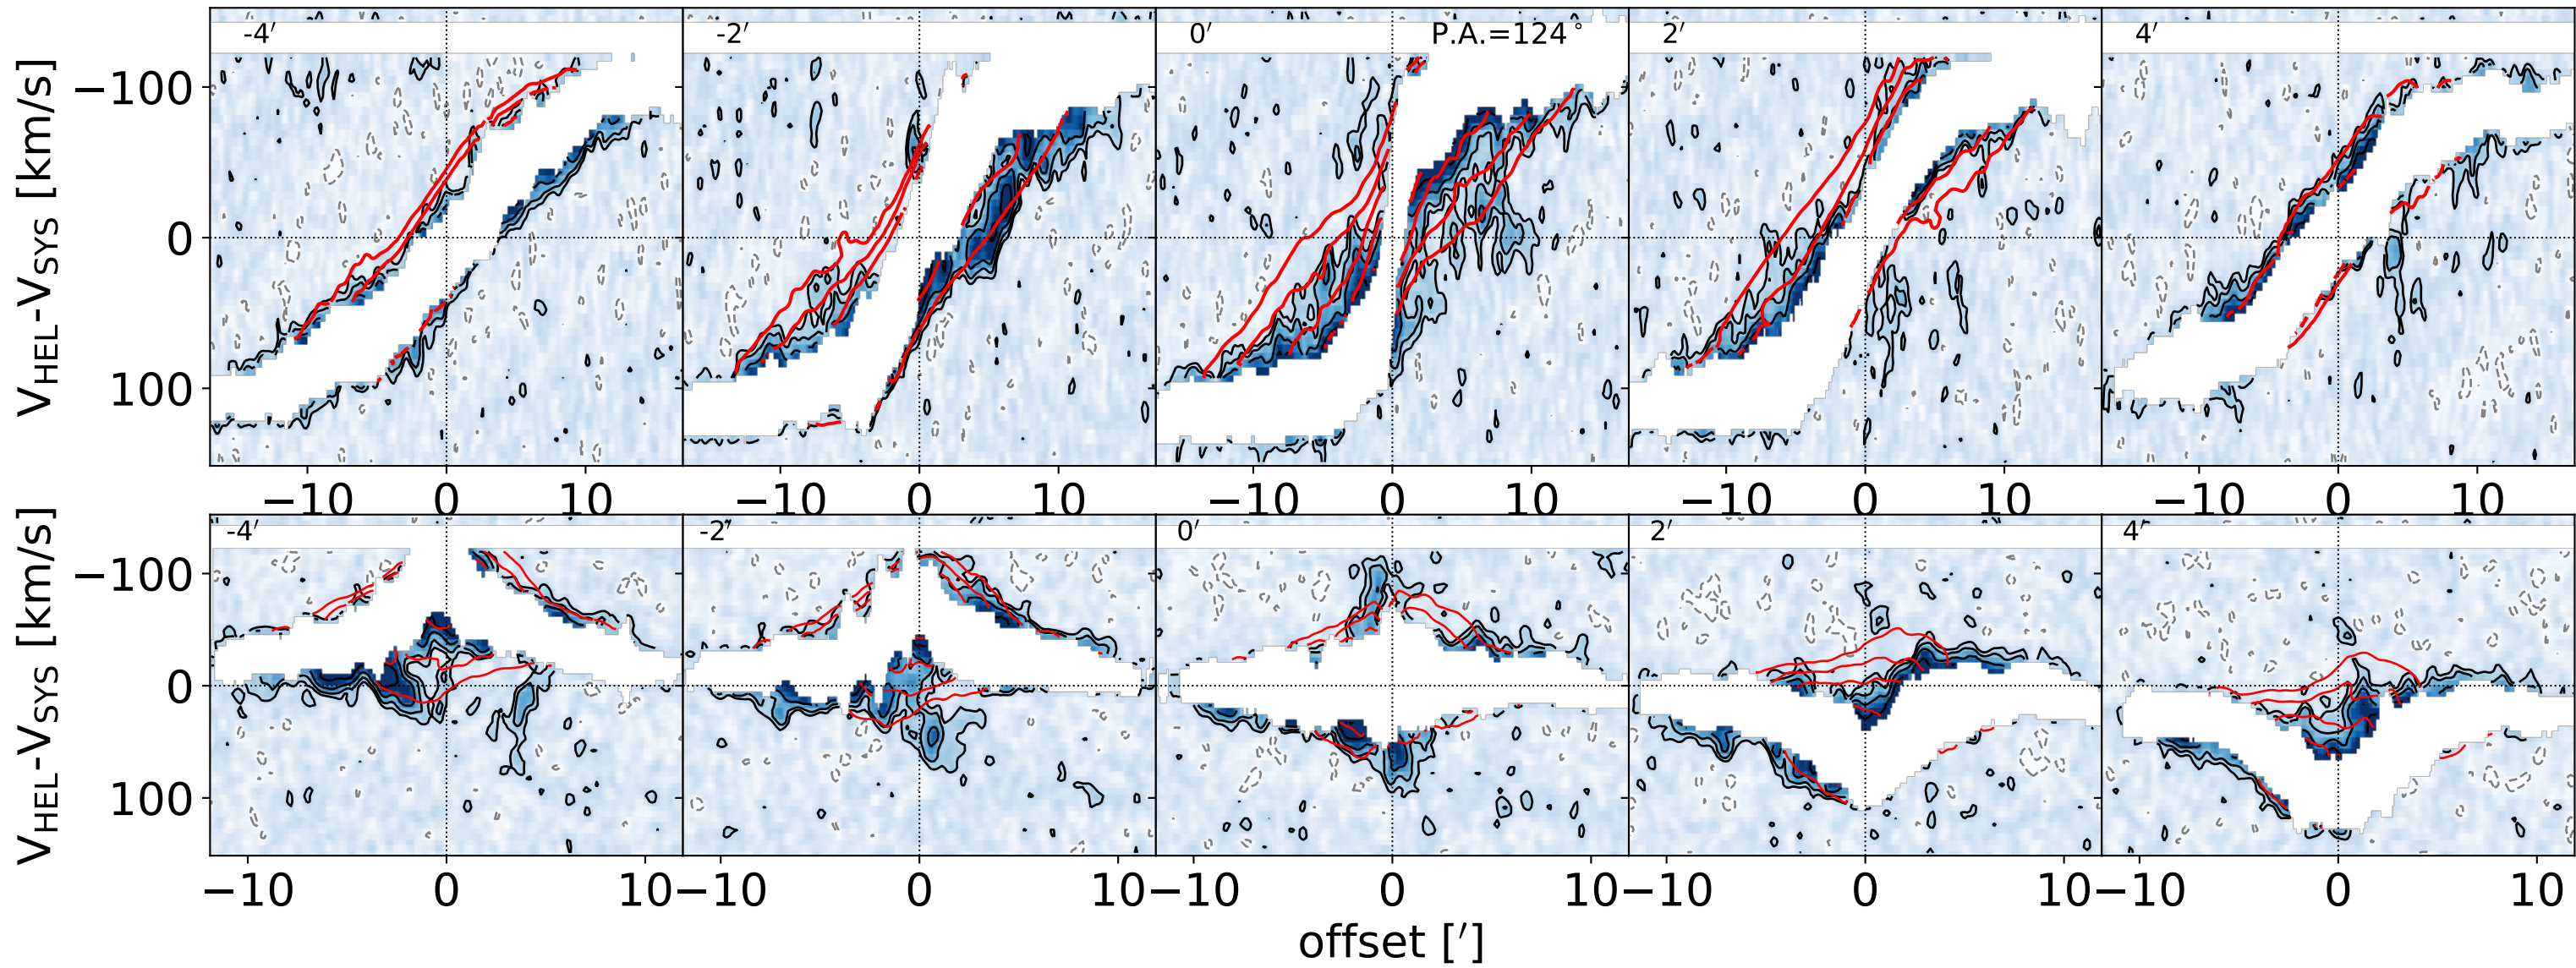 -4′ -2′ 0′ P.A.=124° 2′ 4′
V_HEL-V_SYS [km/s]
−100
0
100
−10 0 10 −10 0 10 −10 0 10 −10 0 10 −10 0 10
-4′ -2′ 0′ 2′ 4′
V_HEL-V_SYS [km/s]
−100
0
100
−10 0 10 −10 0 10 −10 0 10 −10 0 10 −10 0 10
offset [′]